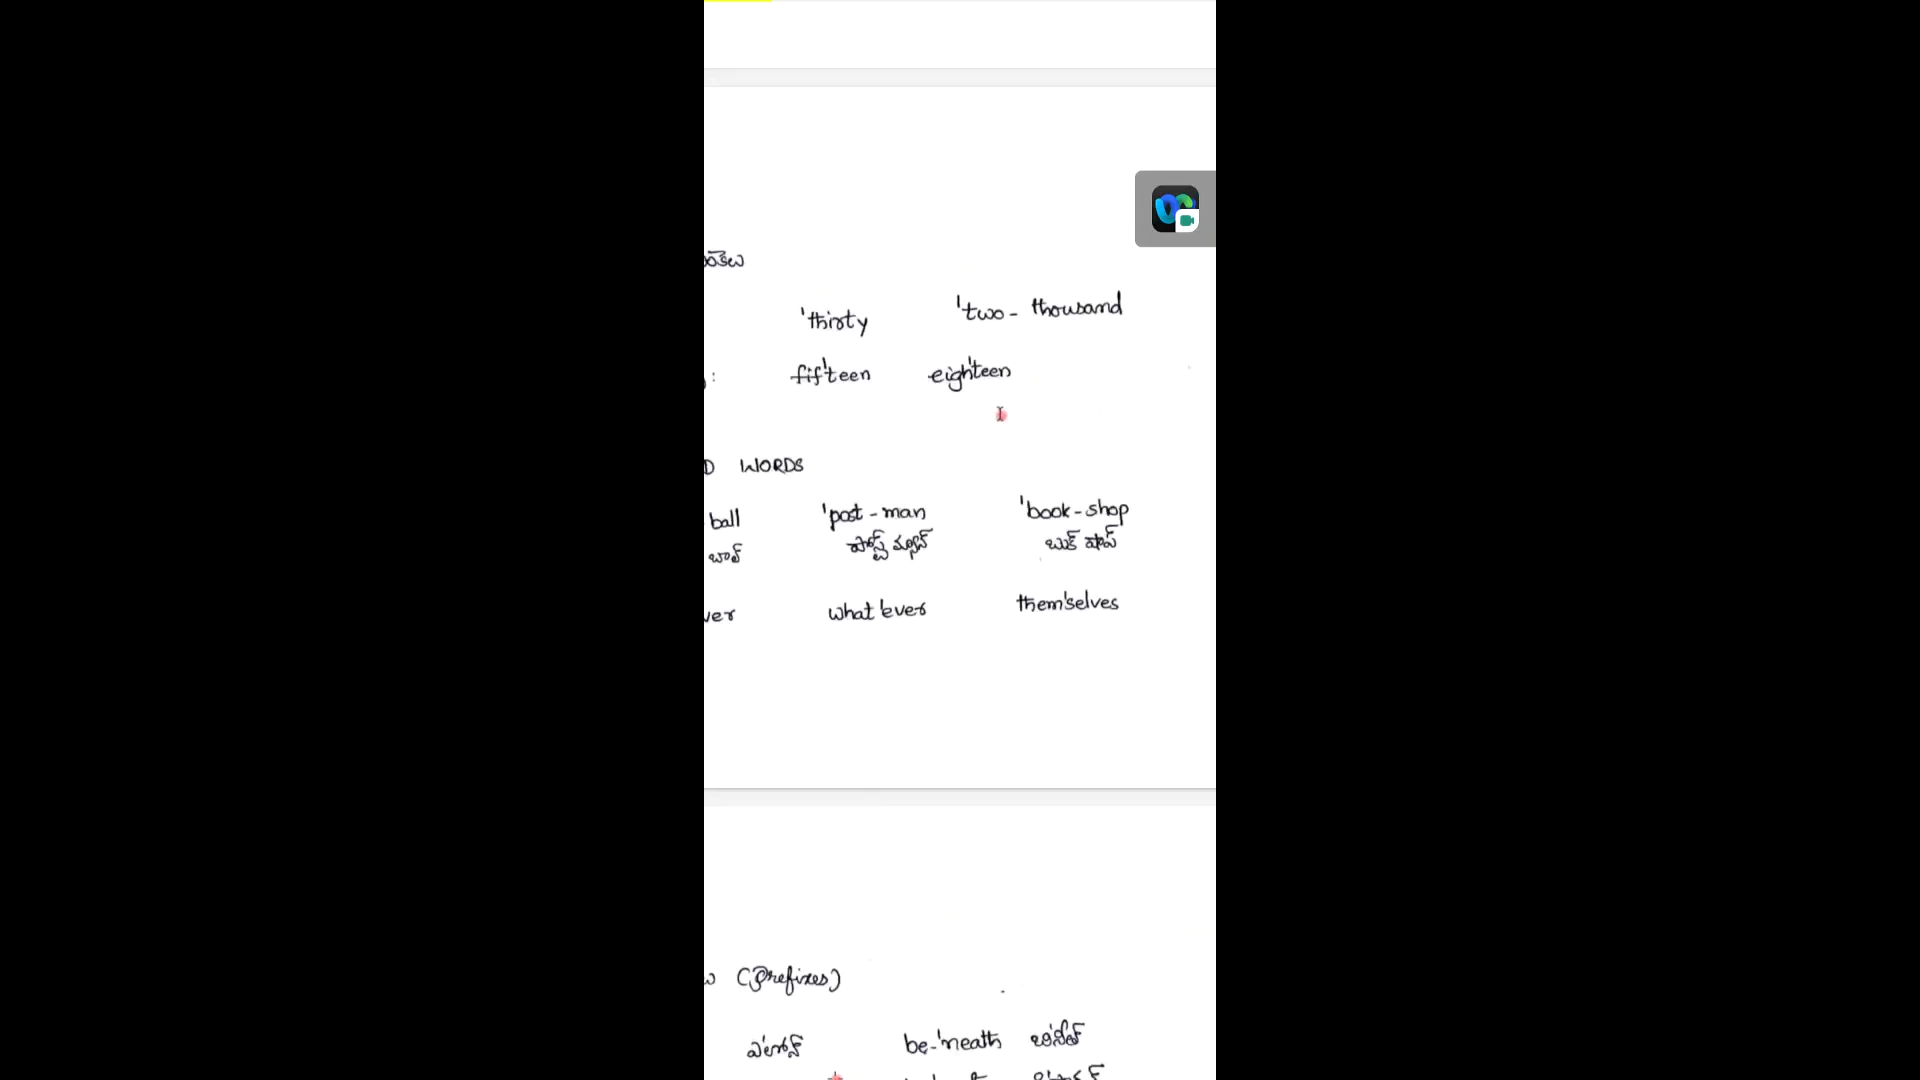 'thirty 'two - thousand
fif'teen eigh'teen
WORDS
ball 'post - man 'book - shop
బాల్ పోస్ట్ మ్యాన్ బుక్ షాప్
ver what 'ever them'selves
(Prefixes)
ఎ'లోన్ be-'neath బి'నీత్